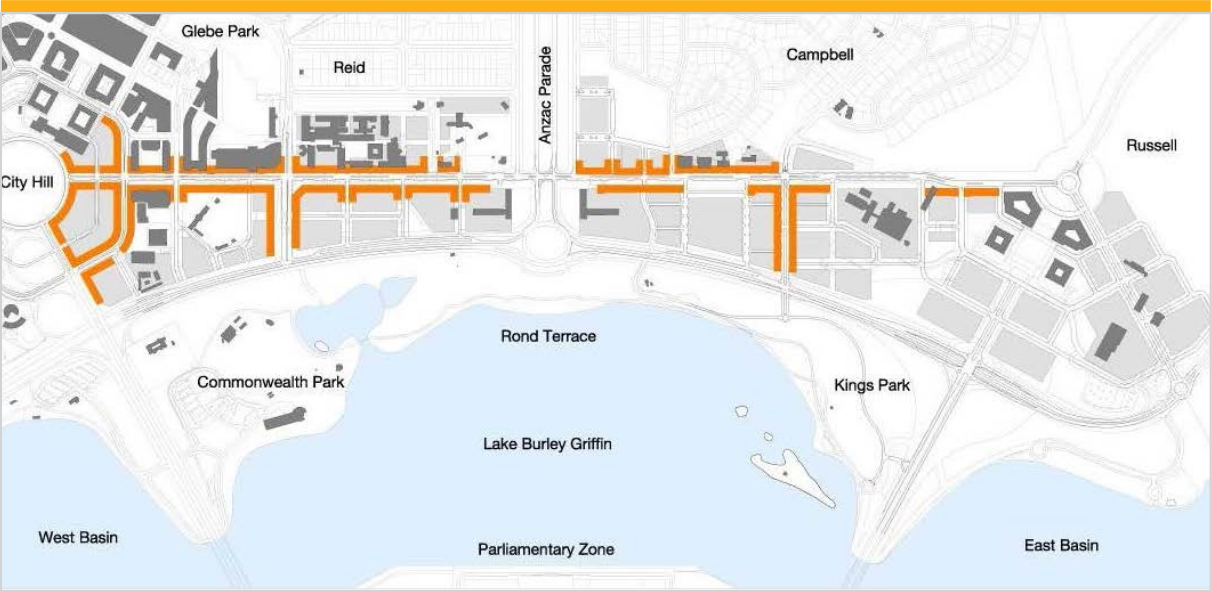 Glebe Park
Reid
Anzac Parade
Campbell
Russell
City Hill
Rond Terrace
Commonwealth Park
Kings Park
Lake Burley Griffin
West Basin
Parliamentary Zone
East Basin